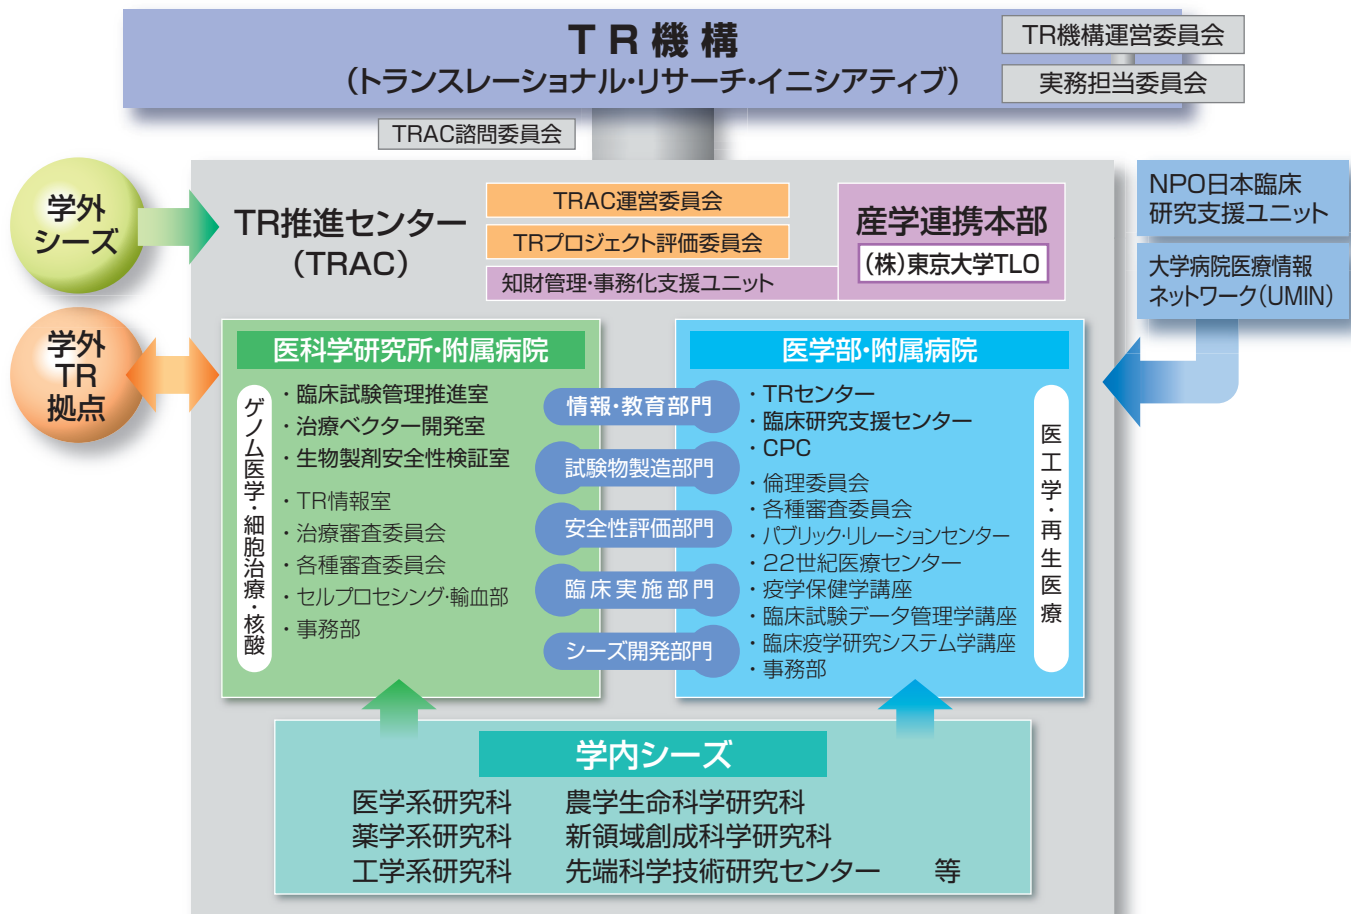 TR機構
（トランスレーショナル・リサーチ・イニシアティブ）
TR機構運営委員会
実務担当委員会
TRAC諮問委員会
学外
シーズ
TR推進センター
（TRAC）
TRAC運営委員会
TRプロジェクト評価委員会
知財管理・事務化支援ユニット
産学連携本部
（株）東京大学TLO
NPO日本臨床
研究支援ユニット
大学病院医療情報
ネットワーク（UMIN）
学外
TR
拠点
医科学研究所・附属病院
ゲノム医学・細胞治療・核酸
・臨床試験管理推進室
・治療ベクター開発室
・生物製剤安全性検証室
・TR情報室
・治療審査委員会
・各種審査委員会
・セルプロセシング・輸血部
・事務部
情報・教育部門
試験物製造部門
安全性評価部門
臨床実施部門
シーズ開発部門
医学部・附属病院
・TRセンター
・臨床研究支援センター
・CPC
・倫理委員会
・各種審査委員会
・パブリック・リレーションセンター
・22世紀医療センター
・疫学保健学講座
・臨床試験データ管理学講座
・臨床疫学研究システム学講座
・事務部
医工学・再生医療
学内シーズ
医学系研究科 農学生命科学研究科
薬学系研究科 新領域創成科学研究科
工学系研究科 先端科学技術研究センター 等